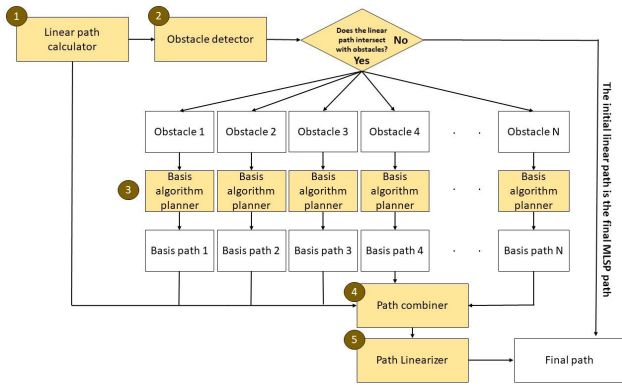 1
Linear path
calculator
2
Obstacle detector
Does the linear
path intersect
with obstacles?
No
Yes
The initial linear path is the final MLSP path
Obstacle 1
Obstacle 2
Obstacle 3
Obstacle 4
. .
Obstacle N
3
Basis
algorithm
planner
Basis
algorithm
planner
Basis
algorithm
planner
Basis
algorithm
planner
. .
Basis
algorithm
planner
Basis path 1
Basis path 2
Basis path 3
Basis path 4
. .
Basis path N
4
Path combiner
5
Path Linearizer
Final path